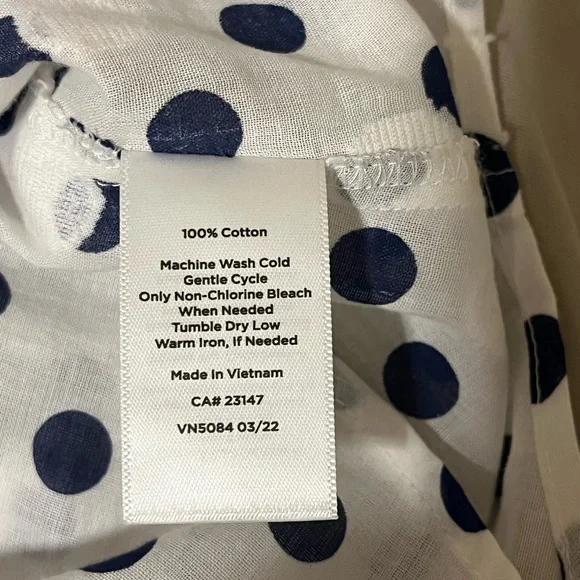 100% Cotton
Machine Wash Cold
Gentle Cycle
Only Non-Chlorine Bleach
When Needed
Tumble Dry Low
Warm Iron, If Needed
Made In Vietnam
CA# 23147
VN5084 03/22